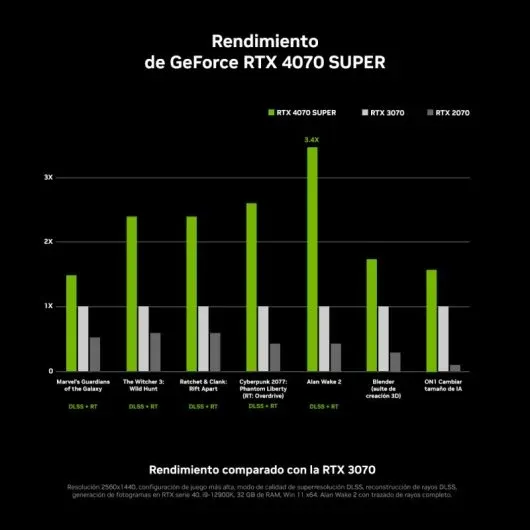 Rendimiento
de GeForce RTX 4070 SUPER
RTX 4070 SUPER RTX 3070 RTX 2070
3.4X
3X
2X
1X
0
Marvel's Guardians
of the Galaxy
DLSS + RT
The Witcher 3:
Wild Hunt
DLSS + RT
Ratchet & Clank:
Rift Apart
DLSS + RT
Cyberpunk 2077:
Phantom Liberty
(RT: Overdrive)
DLSS + RT
Alan Wake 2
DLSS + RT
Blender
(suite de
creación 3D)
ON1 Cambiar
tamaño de IA
Rendimiento comparado con la RTX 3070
Resolución 2560x1440, configuración de juego más alta, modo de calidad de superresolución DLSS, reconstrucción de rayos DLSS,
generación de fotogramas en RTX serie 40, i9-12900K, 32 GB de RAM, Win 11 x64. Alan Wake 2 con trazado de rayos completo.